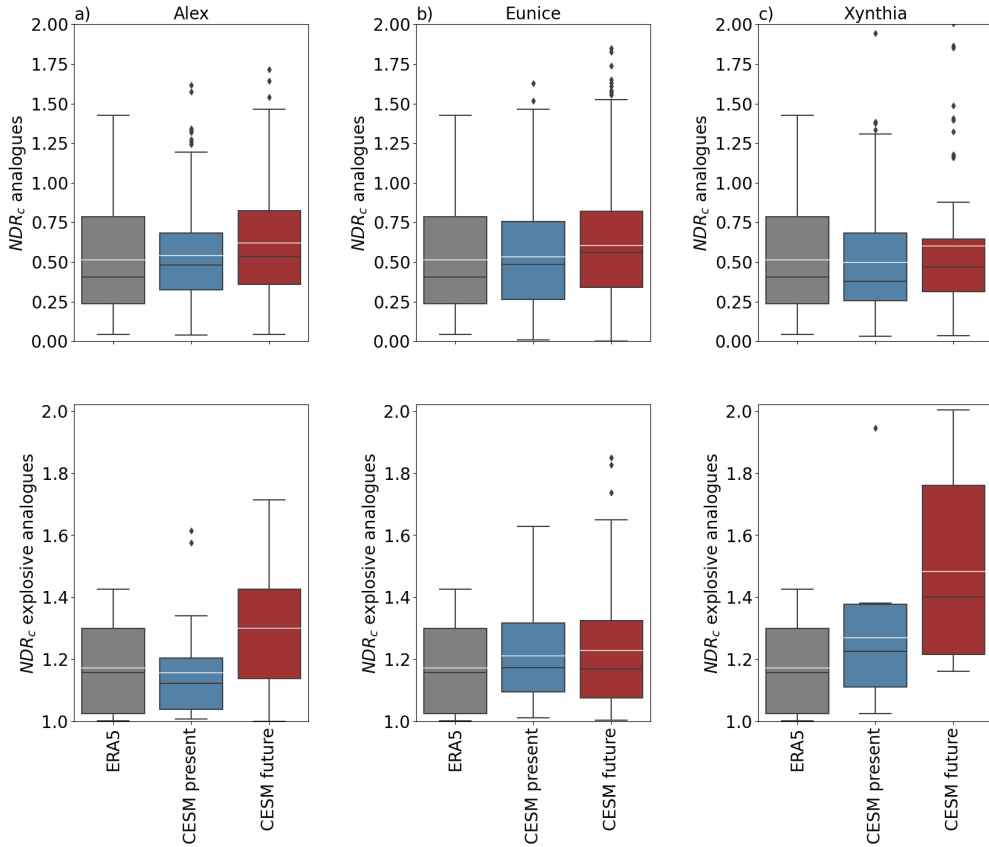 a) Alex
b) Eunice
c) Xynthia
NDRc analogues
2.00
1.75
1.50
1.25
1.00
0.75
0.50
0.25
0.00
NDRc analogues
2.00
1.75
1.50
1.25
1.00
0.75
0.50
0.25
0.00
NDRc analogues
2.00
1.75
1.50
1.25
1.00
0.75
0.50
0.25
0.00
NDRc explosive analogues
2.0
1.8
1.6
1.4
1.2
1.0
ERA5
CESM present
CESM future
NDRc explosive analogues
2.0
1.8
1.6
1.4
1.2
1.0
ERA5
CESM present
CESM future
NDRc explosive analogues
2.0
1.8
1.6
1.4
1.2
1.0
ERA5
CESM present
CESM future